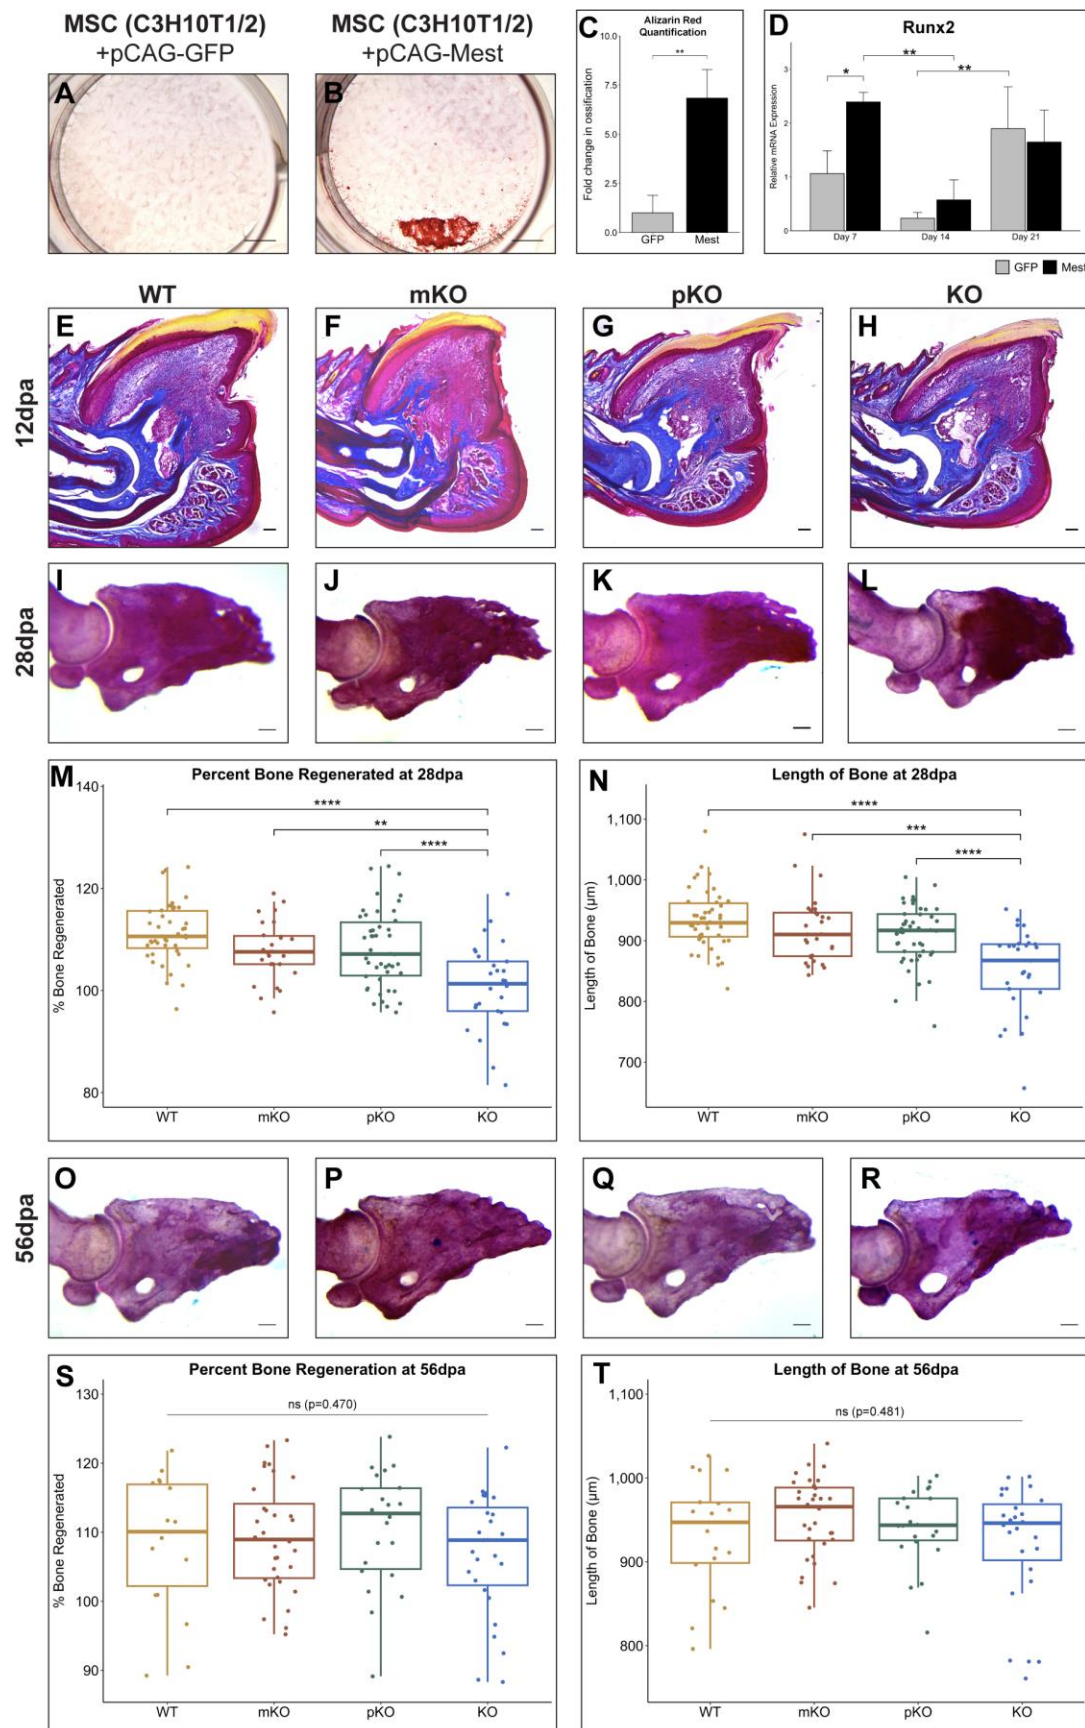 MSC (C3H10T1/2)
+pCAG-GFP
MSC (C3H10T1/2)
+pCAG-Mest
A
B
C
Alizarin Red
Quantification
Fold change in ossification
10.0
7.5
5.0
2.5
0.0
**
GFP
Mest
D
Runx2
Relative mRNA Expression
3
2
1
0
*
**
**
Day 7
Day 14
Day 21
GFP
Mest
WT
mKO
pKO
KO
12dpa
E
F
G
H
28dpa
I
J
K
L
M
Percent Bone Regenerated at 28dpa
% Bone Regenerated
140
120
100
80
****
**
****
WT
mKO
pKO
KO
N
Length of Bone at 28dpa
Length of Bone (µm)
1,100
1,000
900
800
700
****
***
****
WT
mKO
pKO
KO
56dpa
O
P
Q
R
S
Percent Bone Regeneration at 56dpa
% Bone Regenerated
130
120
110
100
90
ns (p=0.470)
WT
mKO
pKO
KO
T
Length of Bone at 56dpa
Length of Bone (µm)
1,100
1,000
900
800
ns (p=0.481)
WT
mKO
pKO
KO